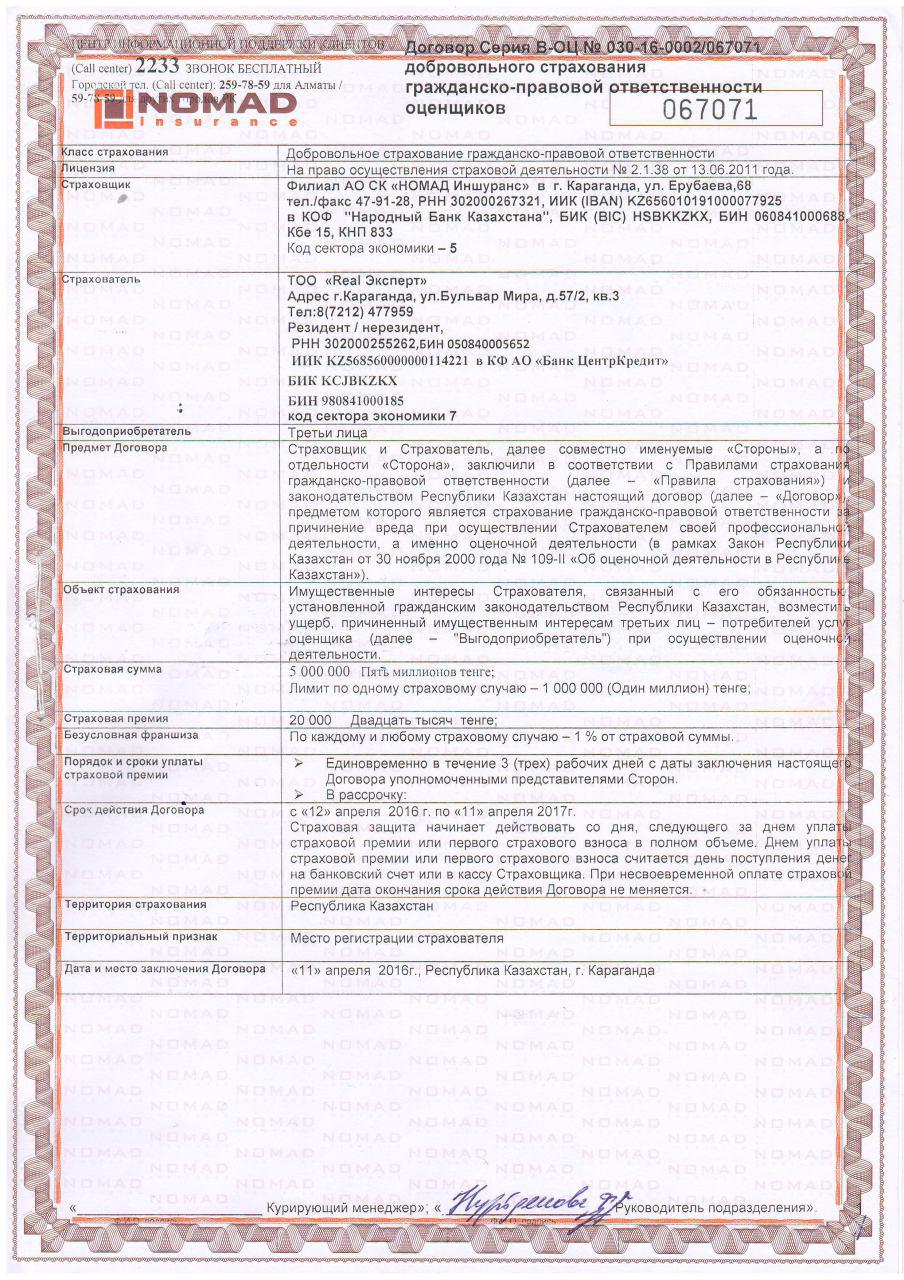 ЦЕНТР ИНФОРМАЦИОННОЙ ПОДДЕРЖКИ КЛИЕНТОВ
(Call center) 2233 ЗВОНОК БЕСПЛАТНЫЙ
Городской тел. (Call center): 259-78-59 для Алматы /
59-78-59 для других городов РК
NOMAD
insurance
Договор Серия В-ОЦ № 030-16-0002/067071
добровольного страхования
гражданско-правовой ответственности
оценщиков
067071
Класс страхования
Добровольное страхование гражданско-правовой ответственности
Лицензия
На право осуществления страховой деятельности № 2.1.38 от 13.06.2011 года.
Страховщик
Филиал АО СК «НОМАД Иншуранс» в г. Караганда, ул. Ерубаева,68
тел./факс 47-91-28, РНН 302000267321, ИИК (IBAN) KZ656010191000077925
в КОФ "Народный Банк Казахстана", БИК (BIC) HSBKKZKX, БИН 060841000688,
Кбе 15, КНП 833
Код сектора экономики – 5
Страхователь
ТОО «Real Эксперт»
Адрес г.Караганда, ул.Бульвар Мира, д.57/2, кв.3
Тел:8(7212) 477959
Резидент / нерезидент,
РНН 302000255262,БИН 050840005652
ИИК KZ568560000000114221 в КФ АО «Банк ЦентрКредит»
БИК KCJBKZKX
БИН 980841000185
код сектора экономики 7
Выгодоприобретатель
Третьи лица
Предмет Договора
Страховщик и Страхователь, далее совместно именуемые «Стороны», а по
отдельности «Сторона», заключили в соответствии с Правилами страхования
гражданско-правовой ответственности (далее – «Правила страхования») и
законодательством Республики Казахстан настоящий договор (далее – «Договор»),
предметом которого является страхование гражданско-правовой ответственности за
причинение вреда при осуществлении Страхователем своей профессиональной
деятельности, а именно оценочной деятельности (в рамках Закон Республики
Казахстан от 30 ноября 2000 года № 109-II «Об оценочной деятельности в Республике
Казахстан»).
Объект страхования
Имущественные интересы Страхователя, связанный с его обязанностью,
установленной гражданским законодательством Республики Казахстан, возместить
ущерб, причиненный имущественным интересам третьих лиц – потребителей услуг
оценщика (далее – "Выгодоприобретатель") при осуществлении оценочной
деятельности.
Страховая сумма
5 000 000 Пять миллионов тенге;
Лимит по одному страховому случаю – 1 000 000 (Один миллион) тенге;
Страховая премия
20 000 Двадцать тысяч тенге;
Безусловная франшиза
По каждому и любому страховому случаю – 1 % от страховой суммы.
Порядок и сроки уплаты
страховой премии
➢ Единовременно в течение 3 (трех) рабочих дней с даты заключения настоящего
Договора уполномоченными представителями Сторон.
➢ В рассрочку:
Срок действия Договора
с «12» апреля 2016 г. по «11» апреля 2017г.
Страховая защита начинает действовать со дня, следующего за днем уплаты
страховой премии или первого страхового взноса в полном объеме. Днем уплаты
страховой премии или первого страхового взноса считается день поступления денег
на банковский счет или в кассу Страховщика. При несвоевременной оплате страховой
премии дата окончания срока действия Договора не меняется.
Территория страхования
Республика Казахстан
Территориальный признак
Место регистрации страхователя
Дата и место заключения Договора
«11» апреля 2016г., Республика Казахстан, г. Караганда
«____________________ Курирующий менеджер»; «____________________ Руководитель подразделения».
Ф.И.О. подпись
Ф.И.О. подпись